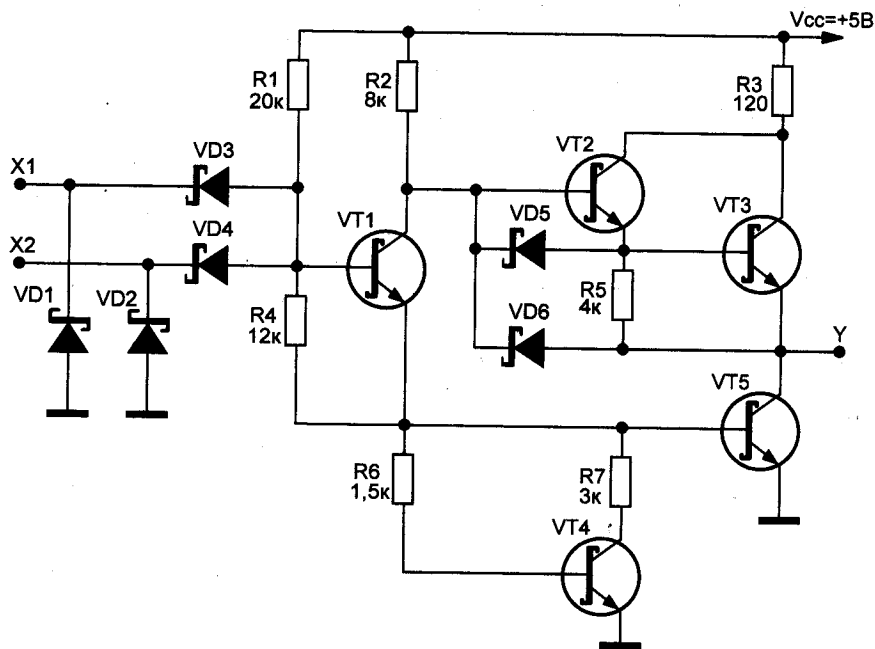 Vcc=+5В
R1
20к
R2
8к
R3
120
VT2
VD3
X1
VT1
VD5
VT3
X2
VD4
VD1
VD2
R4
12к
R5
4к
VD6
Y
VT5
R6
1,5к
R7
3к
VT4